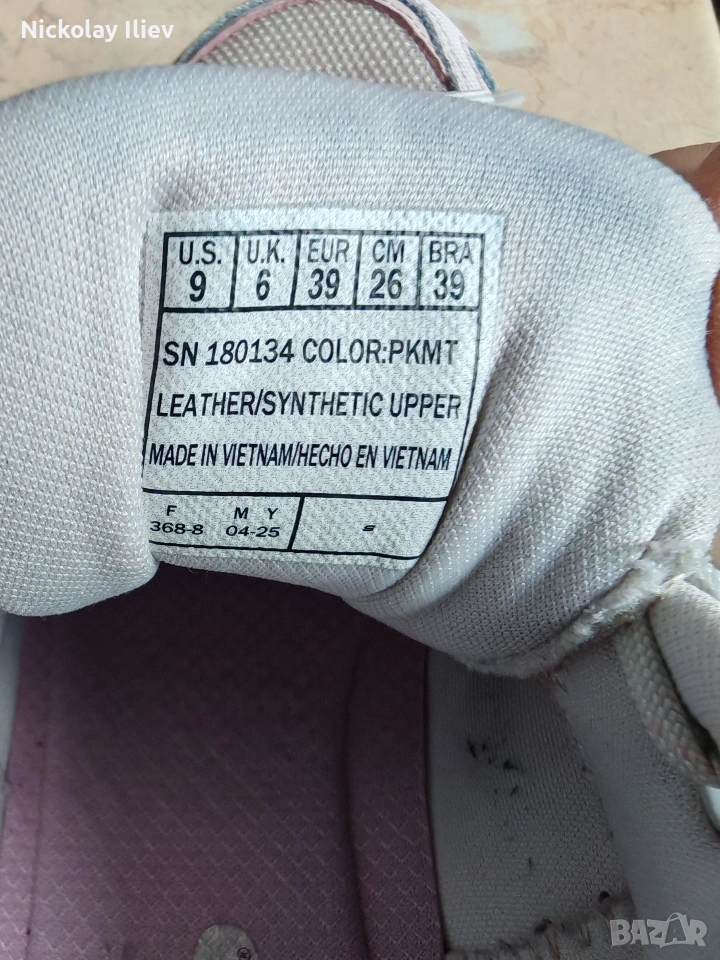 Nickolay Iliev
U.S. U.K. EUR CM BRA
9 6 39 26 39
SN 180134 COLOR:PKMT
LEATHER/SYNTHETIC UPPER
MADE IN VIETNAM/HECHO EN VIETNAM
F M Y
368-8 04-25
®
BAZAR